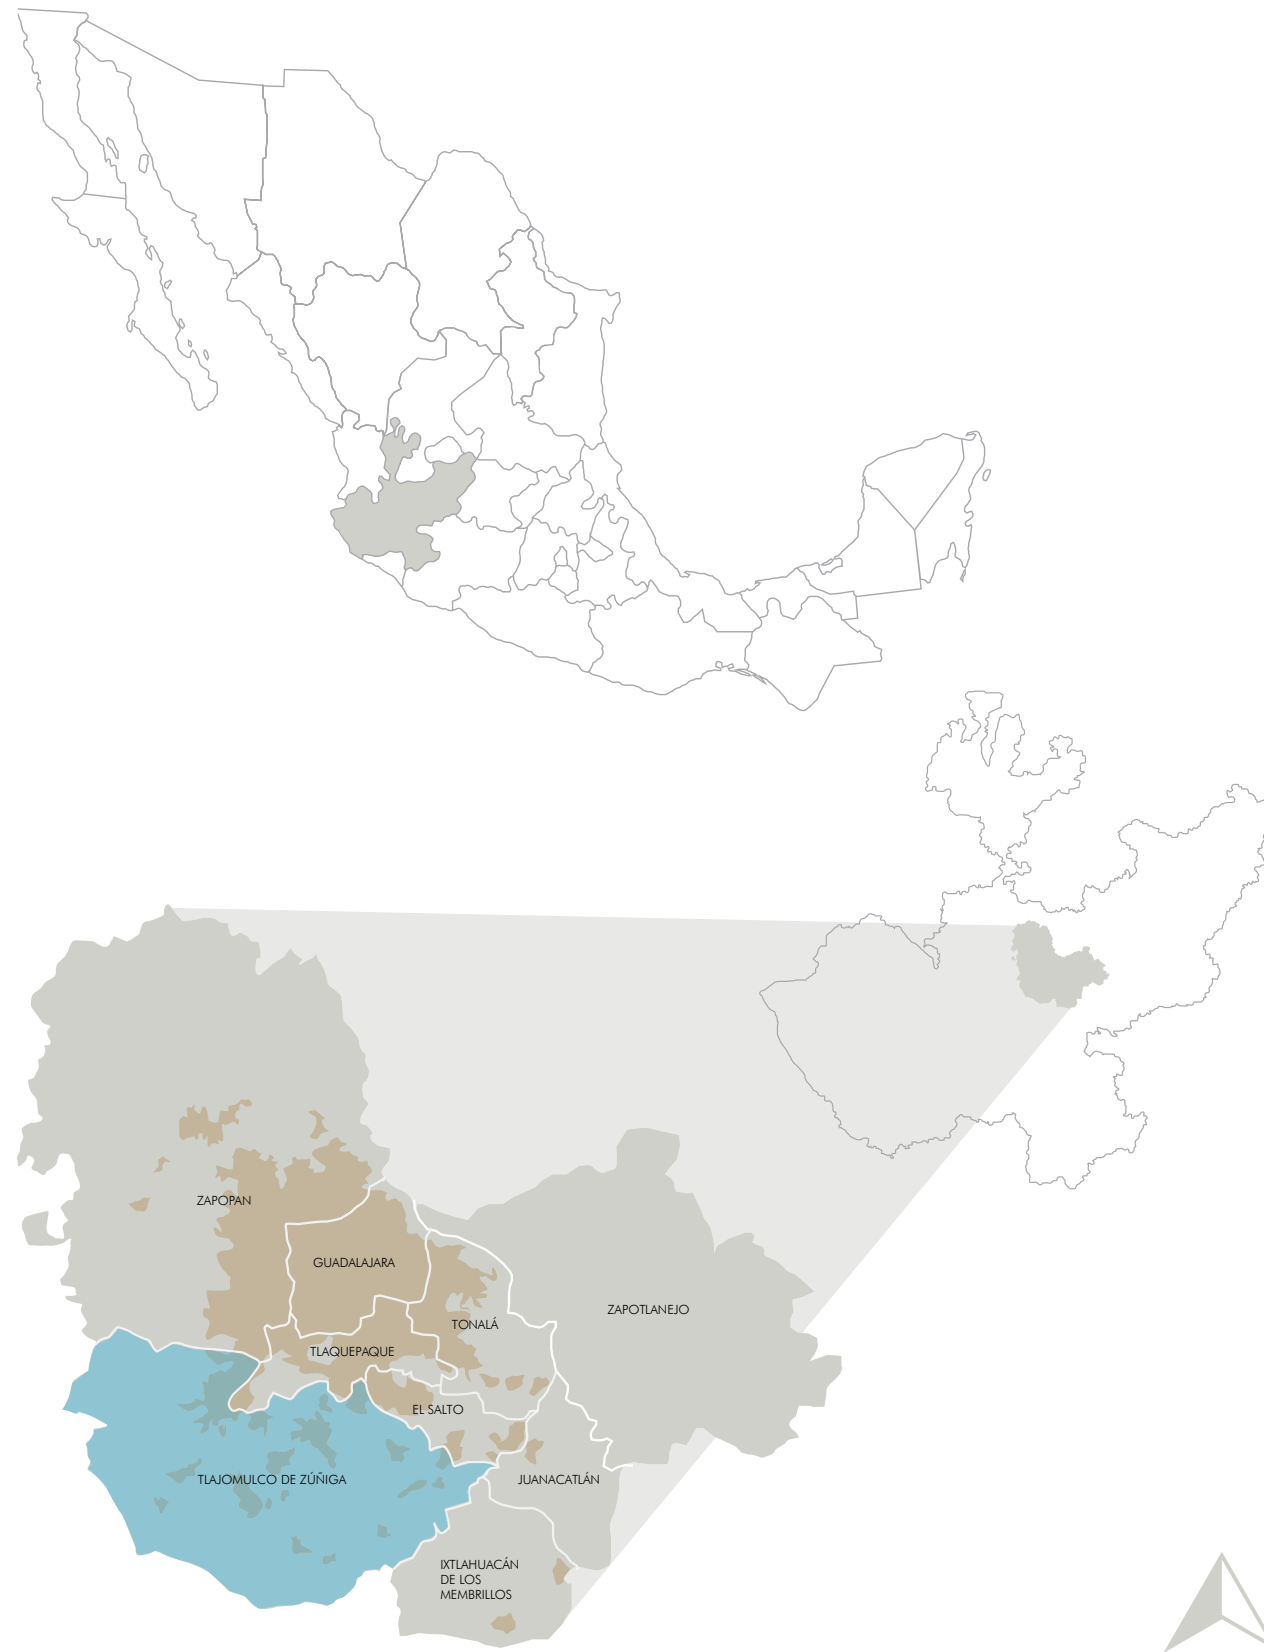 ZAPOPAN
GUADALAJARA
ZAPOTLANEJO
TONALÁ
TLAQUEPAQUE
EL SALTO
TLAJOMULCO DE ZÚÑIGA
JUANACATLÁN
IXTLAHUACÁN
DE LOS
MEMBRILLOS